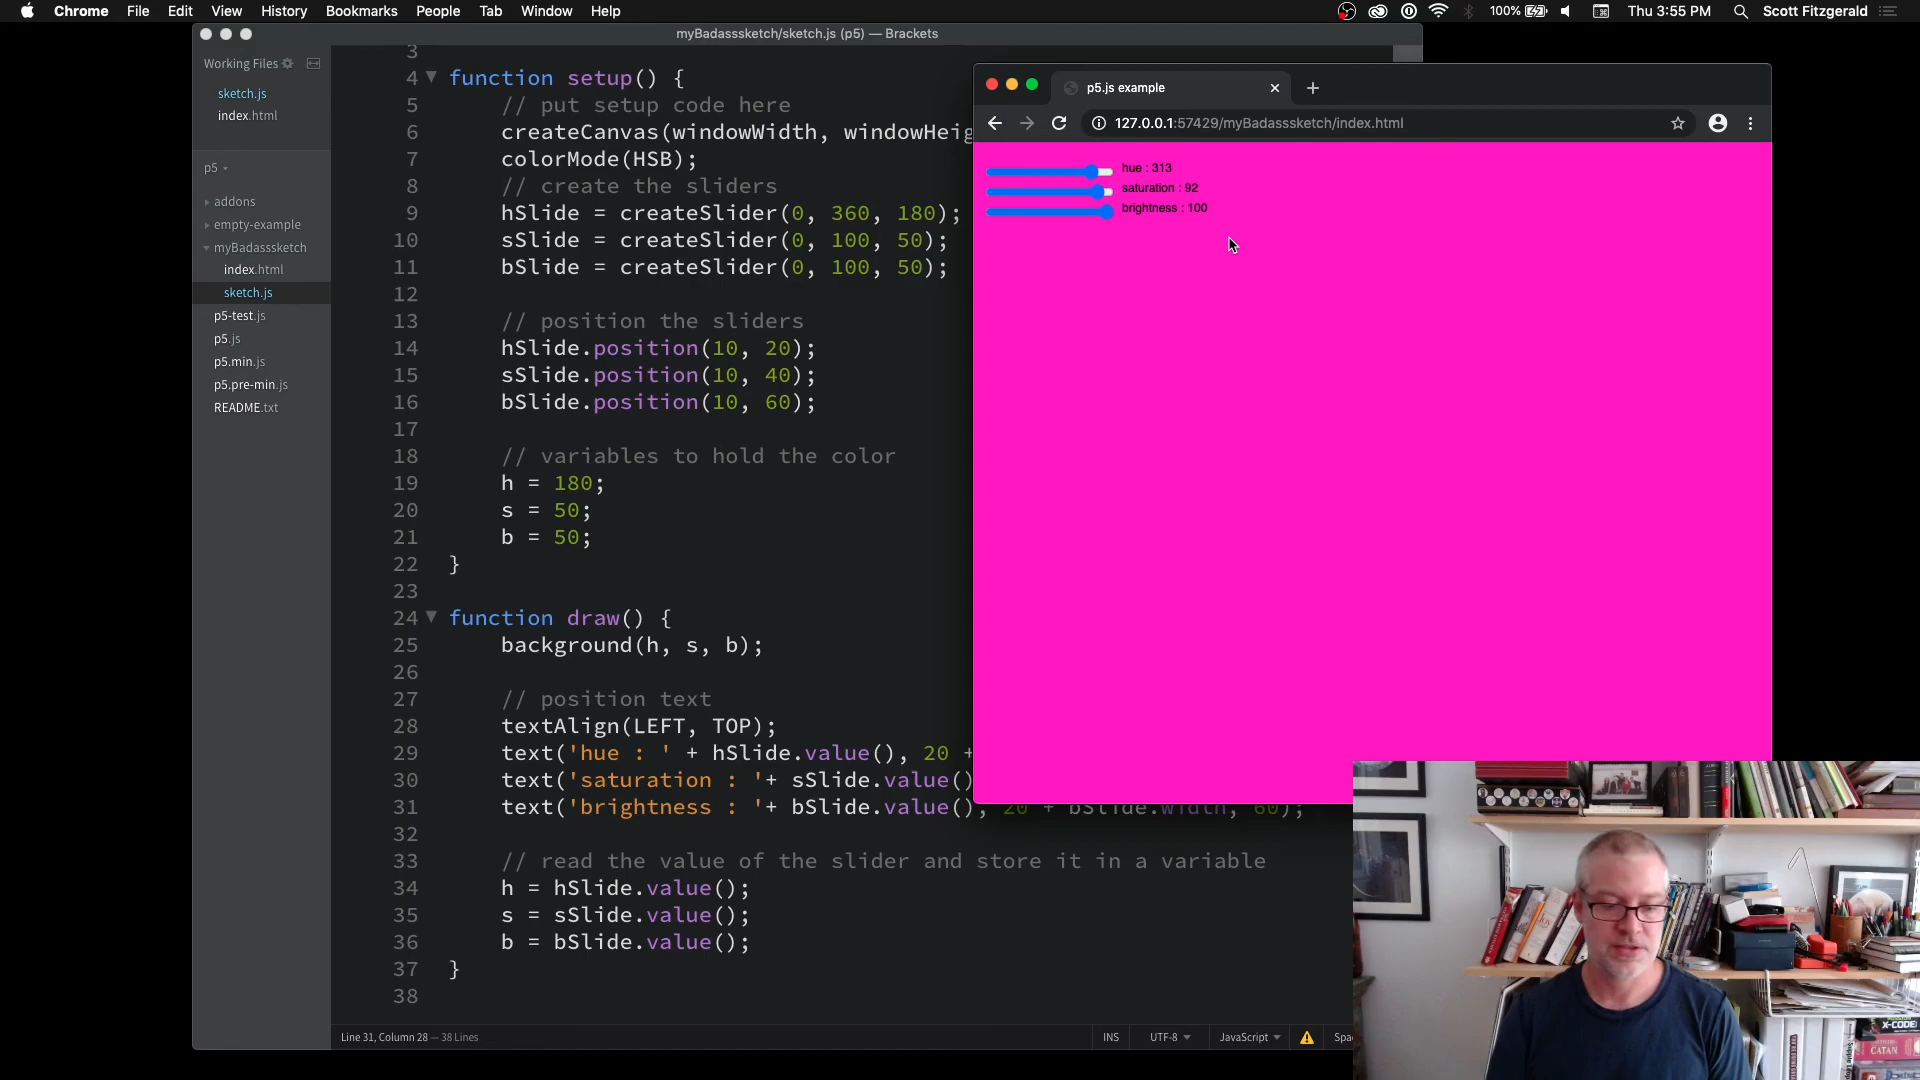 Chrome File Edit View History Bookmarks People Tab Window Help
100% Thu 3:55 PM Scott Fitzgerald
myBadasssketch/sketch.js (p5) — Brackets
Working Files
sketch.js
index.html
p5
addons
empty-example
myBadasssketch
index.html
sketch.js
p5-test.js
p5.js
p5.min.js
p5.pre-min.js
README.txt
3
4 function setup() {
5 // put setup code here
6 createCanvas(windowWidth, windowHeig
7 colorMode(HSB);
8 // create the sliders
9 hSlide = createSlider(0, 360, 180);
10 sSlide = createSlider(0, 100, 50);
11 bSlide = createSlider(0, 100, 50);
12
13 // position the sliders
14 hSlide.position(10, 20);
15 sSlide.position(10, 40);
16 bSlide.position(10, 60);
17
18 // variables to hold the color
19 h = 180;
20 s = 50;
21 b = 50;
22 }
23
24 function draw() {
25 background(h, s, b);
26
27 // position text
28 textAlign(LEFT, TOP);
29 text('hue : ' + hSlide.value(), 20 +
30 text('saturation : '+ sSlide.value()
31 text('brightness : '+ bSlide.value(), 20 + bSlide.width, 60);
32
33 // read the value of the slider and store it in a variable
34 h = hSlide.value();
35 s = sSlide.value();
36 b = bSlide.value();
37 }
38
Line 31, Column 28 — 38 Lines
INS UTF-8 JavaScript Spa
p5.js example
127.0.0.1:57429/myBadasssketch/index.html
hue : 313
saturation : 92
brightness : 100
X-CODE
CATAN